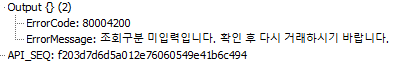 Output {} (2)
ErrorCode: 80004200
ErrorMessage: 조회구분 미입력입니다. 확인 후 다시 거래하시기 바랍니다.
API_SEQ: f203d7d6d5a012e76060549e41b6c494